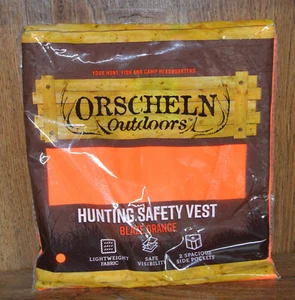 YOUR HUNT, FISH AND CAMP HEADQUARTERS
ORSCHELN
Outdoors
HUNTING SAFETY VEST
BLAZE ORANGE
LIGHTWEIGHT
FABRIC
SAFE
VISIBILITY
2 SPACIOUS
SIDE POCKETS